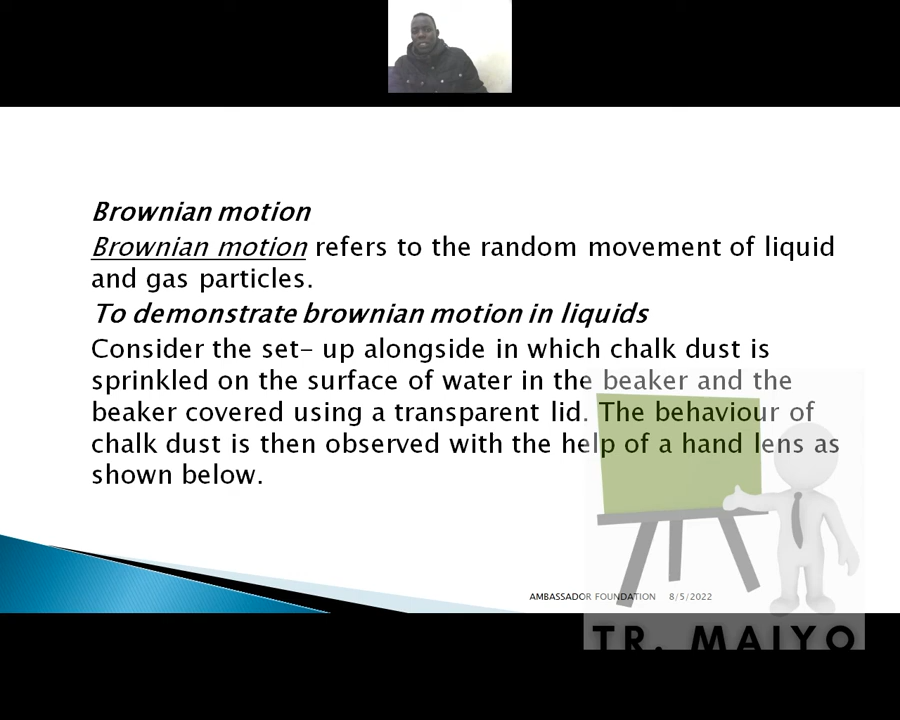 Brownian motion
Brownian motion refers to the random movement of liquid
and gas particles.
To demonstrate brownian motion in liquids
Consider the set- up alongside in which chalk dust is
sprinkled on the surface of water in the beaker and the
beaker covered using a transparent lid. The behaviour of
chalk dust is then observed with the help of a hand lens as
shown below.
AMBASSADOR FOUNDATION 8/5/2022
TR. MAIYO